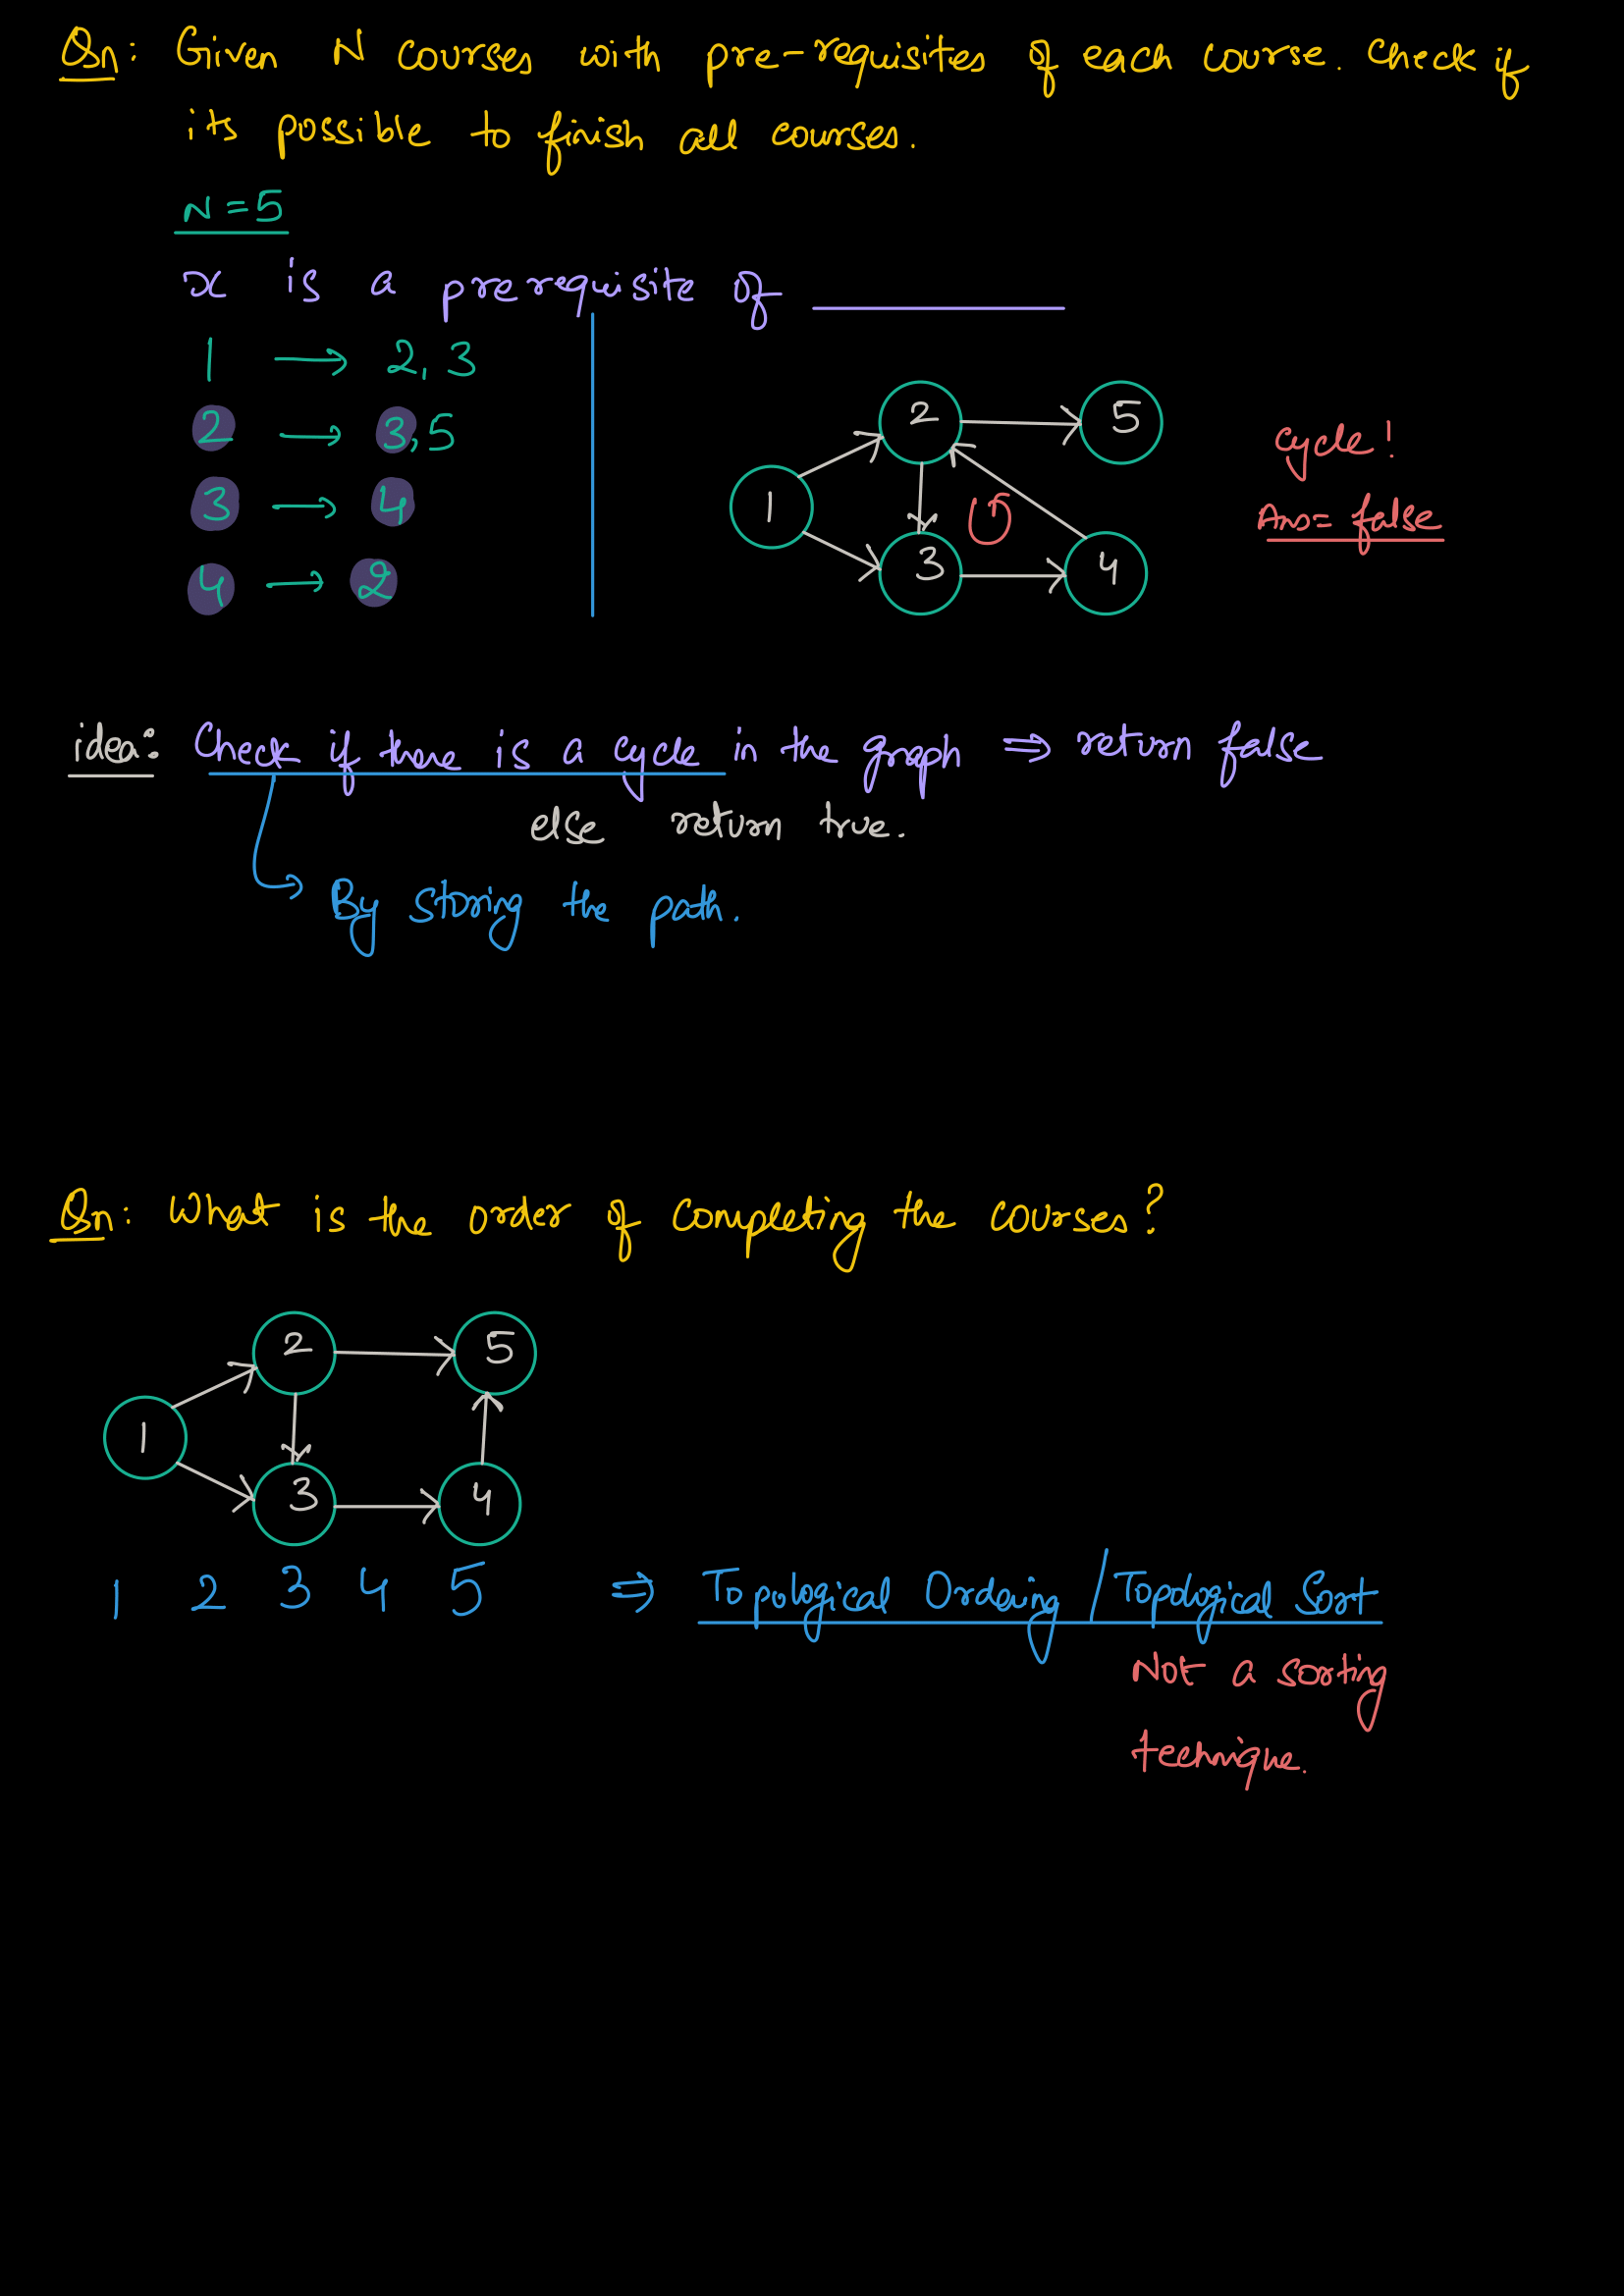 Qn: Given N courses with pre-requisites of each course. Check if
its possible to finish all courses.
N = 5
x is a prerequisite of ________
1 → 2, 3
2 → 3, 5
3 → 4
4 → 2
2 5
1
3 4
cycle!
Ans = false
idea: Check if there is a cycle in the graph ⇒ return false
else return true.
By storing the path.
Qn: What is the order of completing the courses?
2 5
1
3 4
1 2 3 4 5 ⇒ Topological Ordering / Topological Sort
Not a sorting
technique.